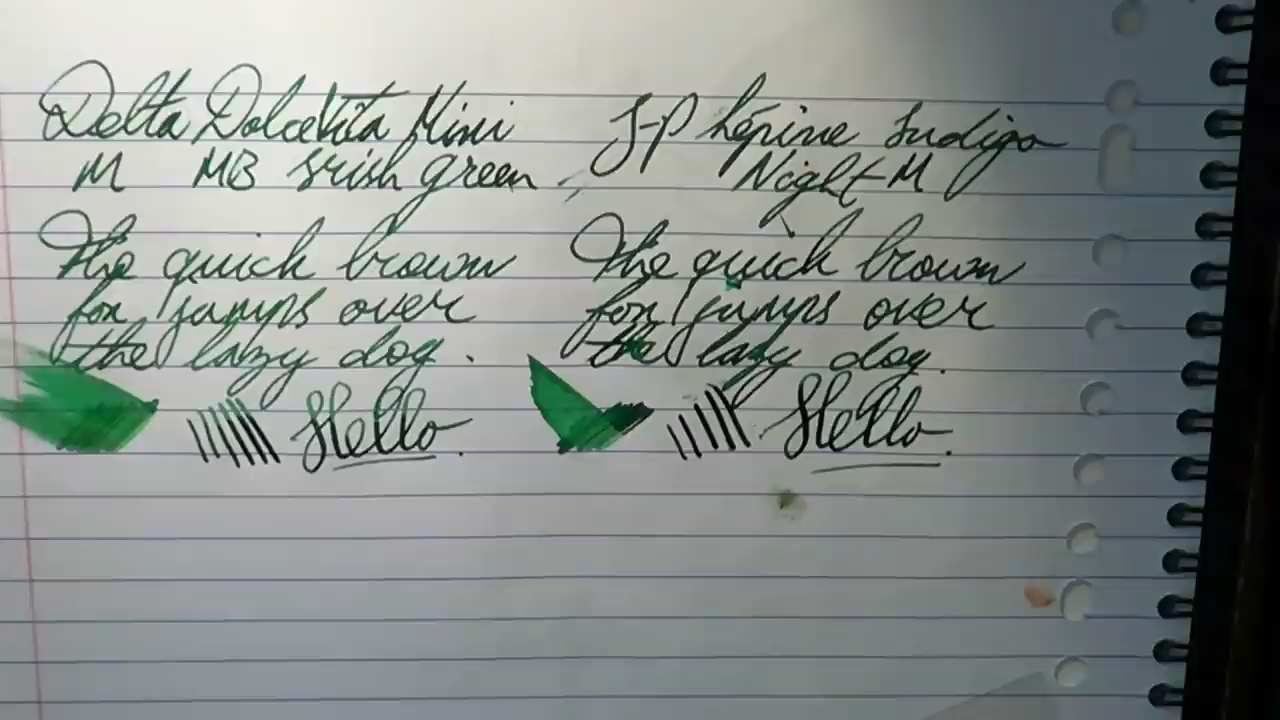 Delta DolceVita Mini
M MB Irish green
The quick brown
fox jumps over
the lazy dog.
Hello.
J-P Lépine Indigo
Night-M
The quick brown
fox jumps over
the lazy dog.
Hello.